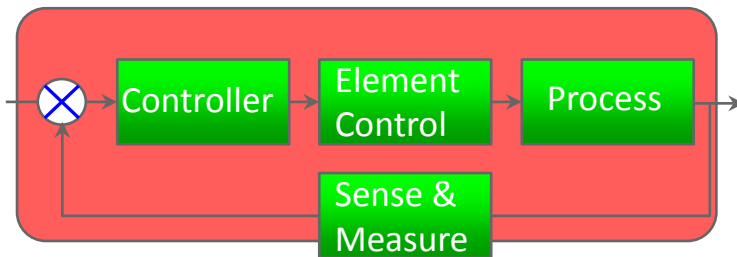 Controller
Element
Control
Process
Sense &
Measure